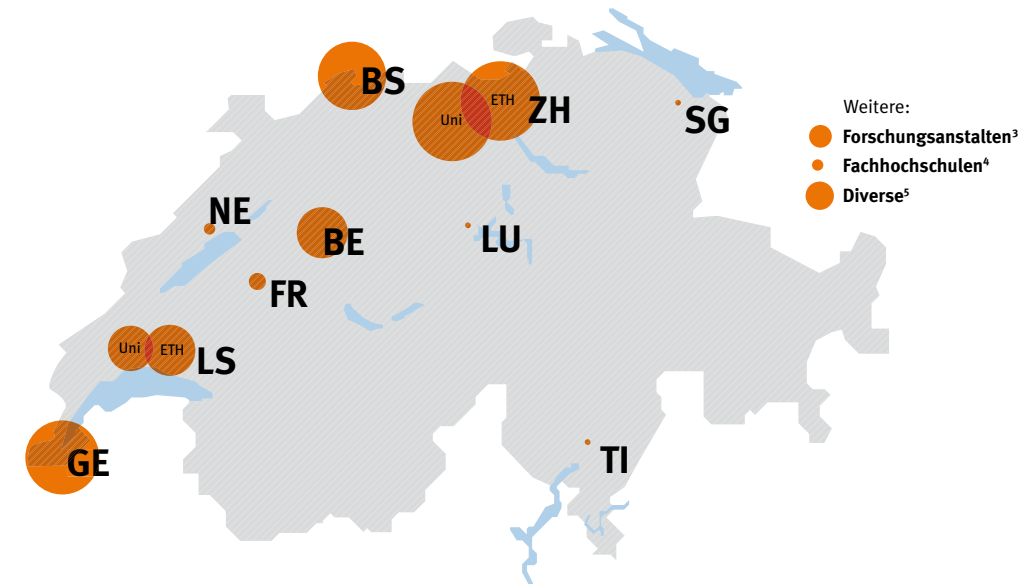 BS
Uni
ETH
ZH
SG
Weitere:
Forschungsanstalten³
Fachhochschulen⁴
Diverse⁵
NE
BE
LU
FR
Uni
ETH
LS
GE
TI